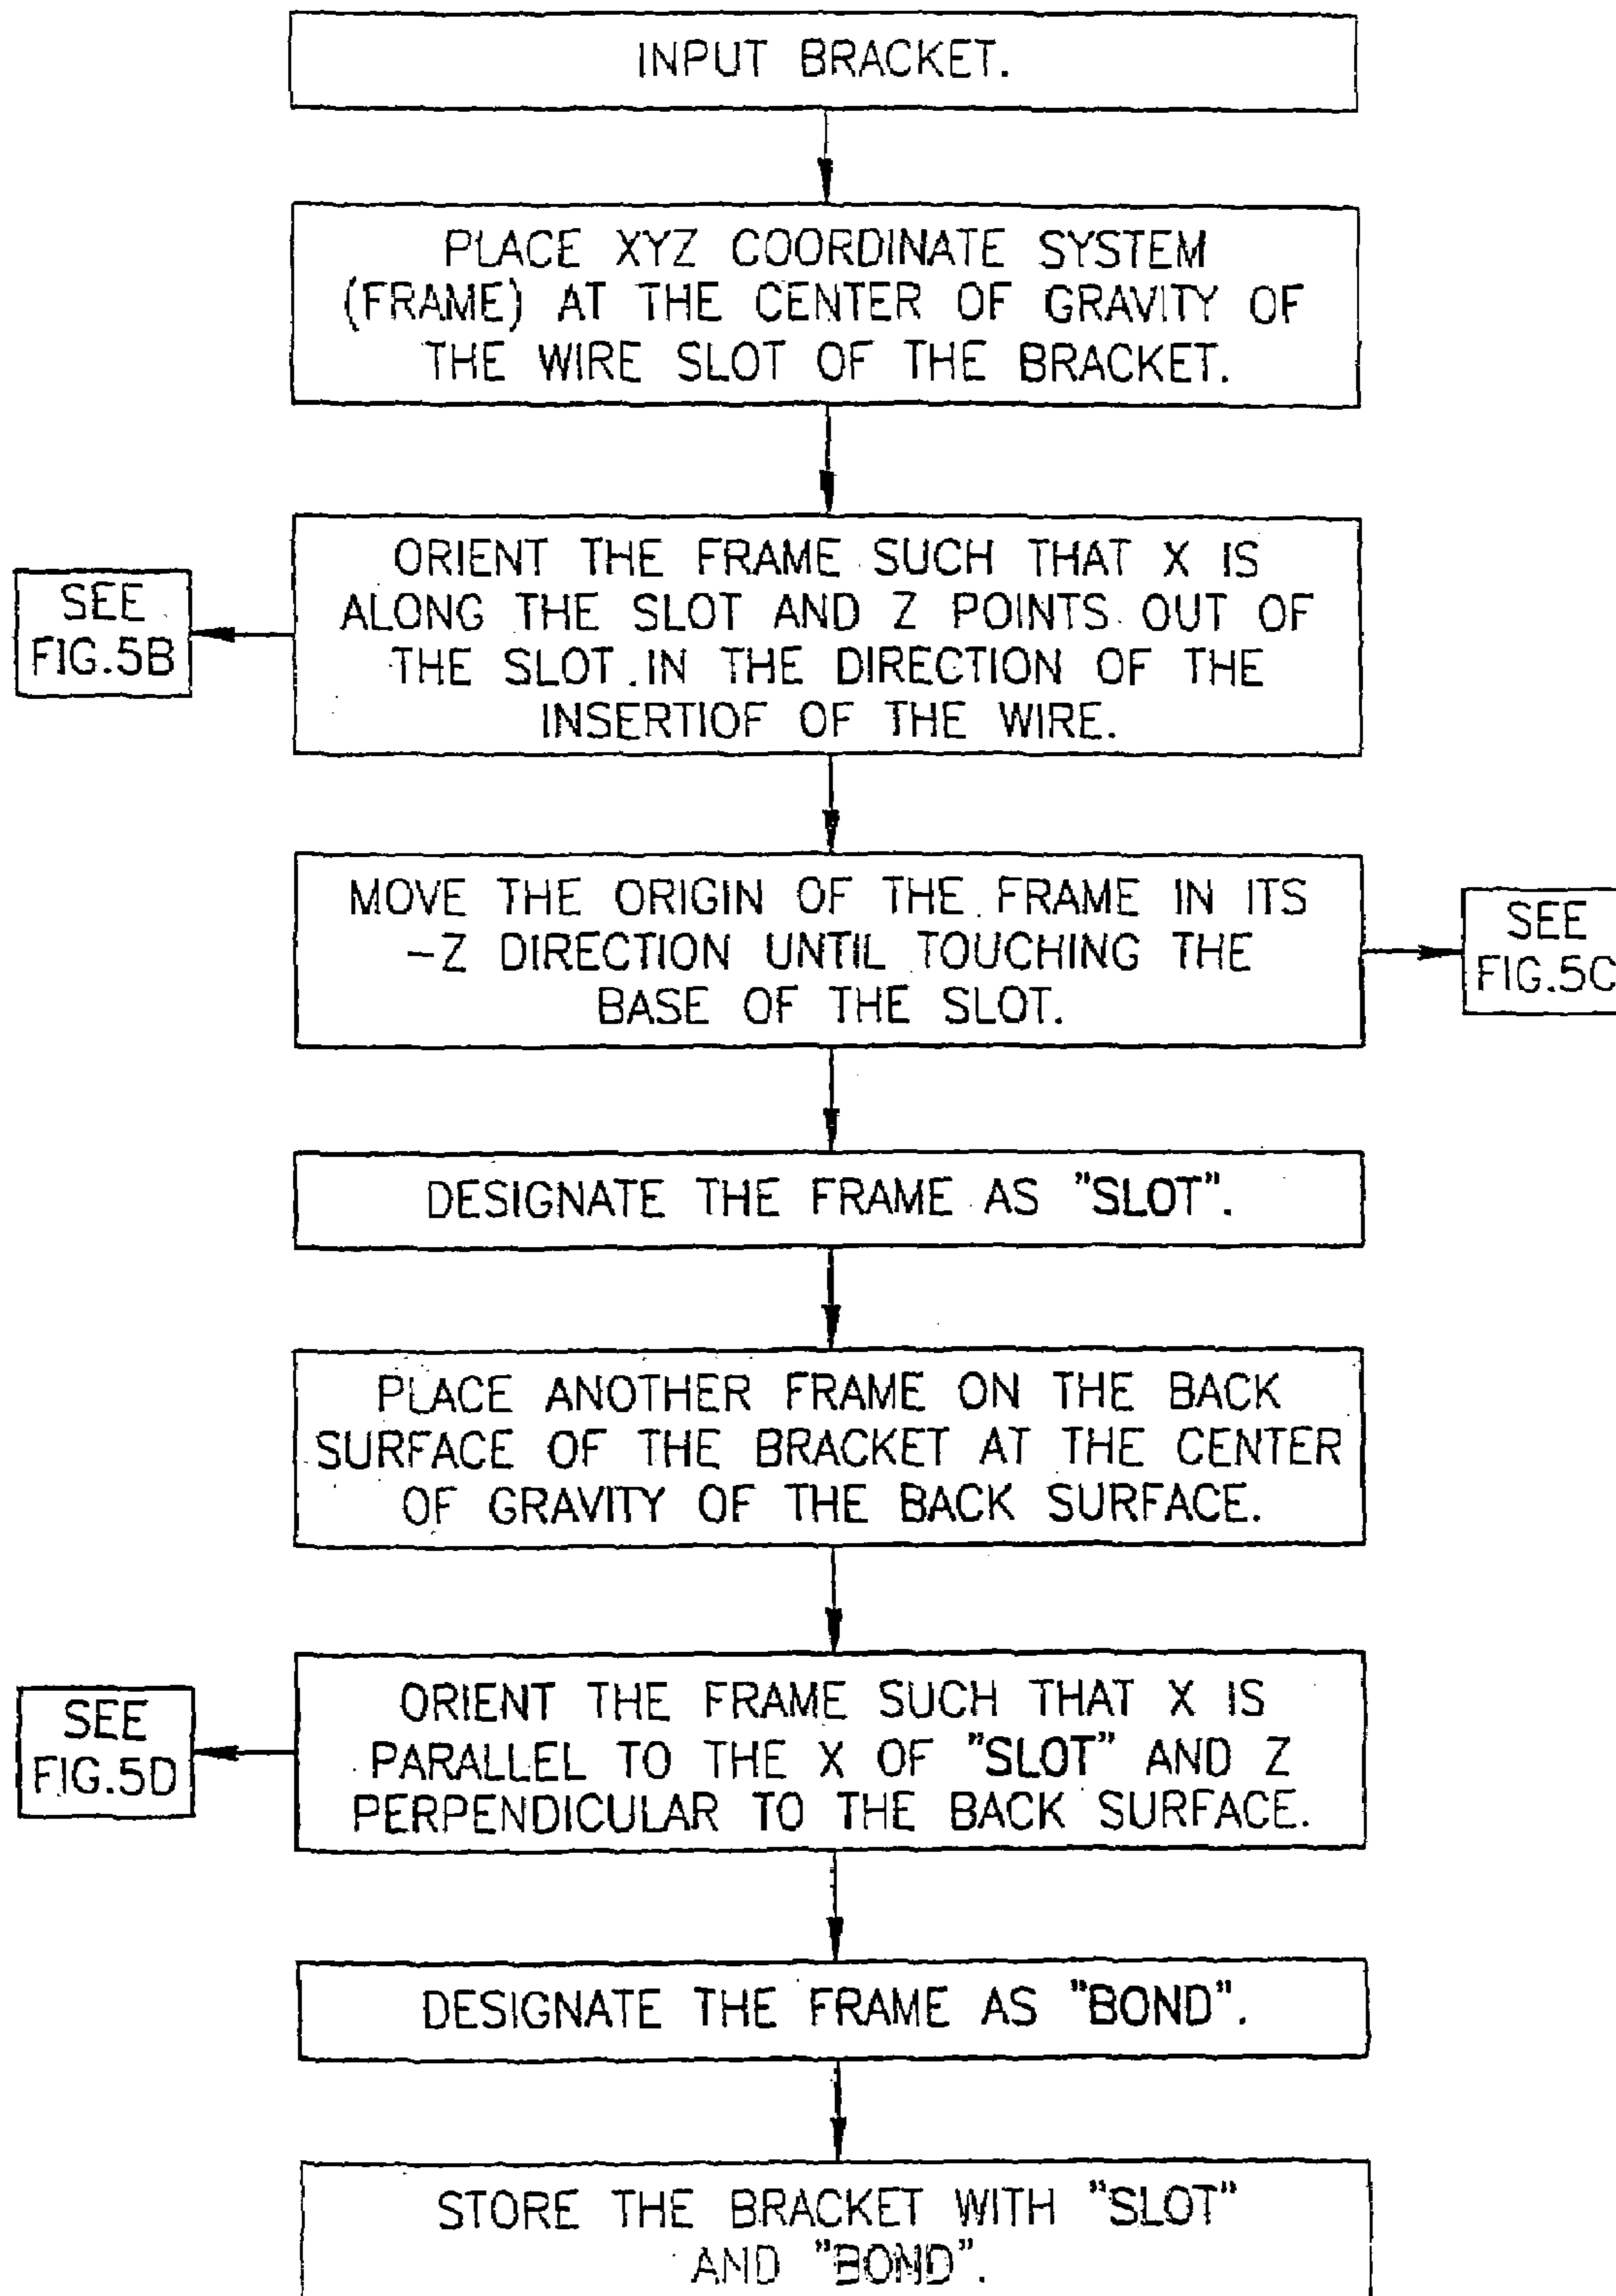 INPUT BRACKET.
PLACE XYZ COORDINATE SYSTEM
(FRAME) AT THE CENTER OF GRAVITY OF
THE WIRE SLOT OF THE BRACKET.
ORIENT THE FRAME SUCH THAT X IS
ALONG THE SLOT AND Z POINTS OUT OF
THE SLOT IN THE DIRECTION OF THE
INSERTIOF OF THE WIRE.
SEE
FIG.5B
MOVE THE ORIGIN OF THE FRAME IN ITS
-Z DIRECTION UNTIL TOUCHING THE
BASE OF THE SLOT.
SEE
FIG.5C
DESIGNATE THE FRAME AS "SLOT".
PLACE ANOTHER FRAME ON THE BACK
SURFACE OF THE BRACKET AT THE CENTER
OF GRAVITY OF THE BACK SURFACE.
ORIENT THE FRAME SUCH THAT X IS
PARALLEL TO THE X OF "SLOT" AND Z
PERPENDICULAR TO THE BACK SURFACE.
SEE
FIG.5D
DESIGNATE THE FRAME AS "BOND".
STORE THE BRACKET WITH "SLOT"
AND "BOND".